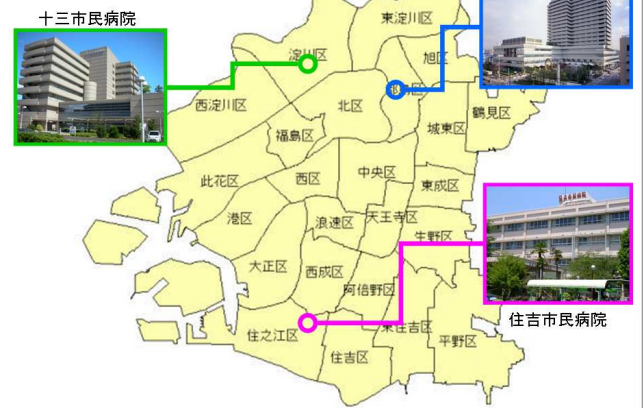 十三市民病院
東淀川区
淀川区
旭区
西淀川区
北区
鶴見区
城東区
福島区
中央区
此花区
西区
東成区
港区
浪速区
天王寺区
生野区
大正区
西成区
阿倍野区
住吉市民病院
東住吉区
住之江区
平野区
住吉区